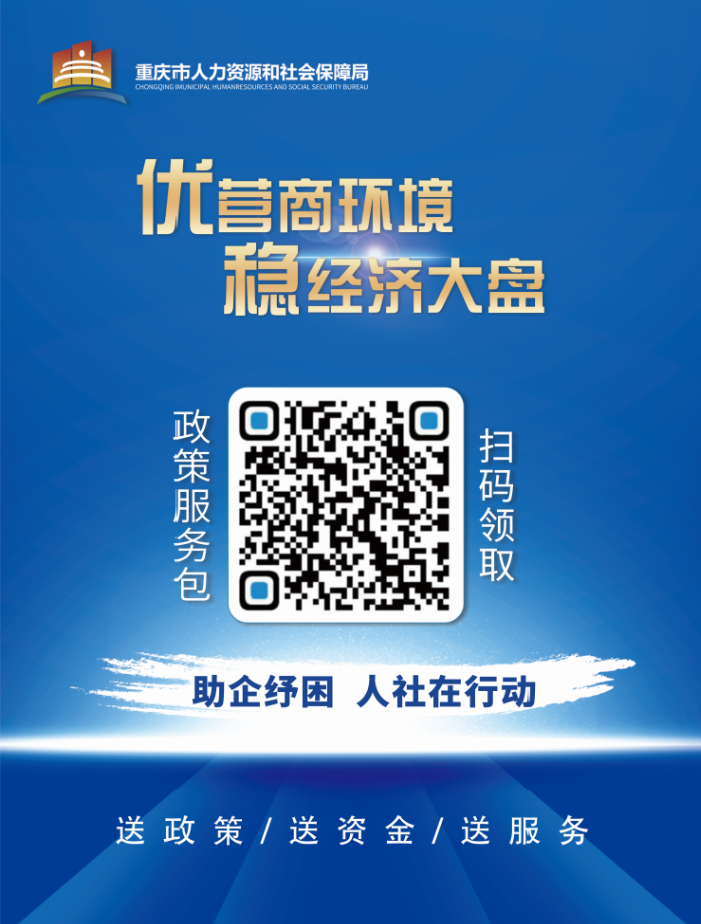 重庆市人力资源和社会保障局
CHONGQING IMUNICIPAL HUMANRESOURCES AND SOCIAL SECURITY BUREAU
优营商环境
稳经济大盘
政策服务包
扫码领取
助企纾困 人社在行动
送政策/送资金/送服务